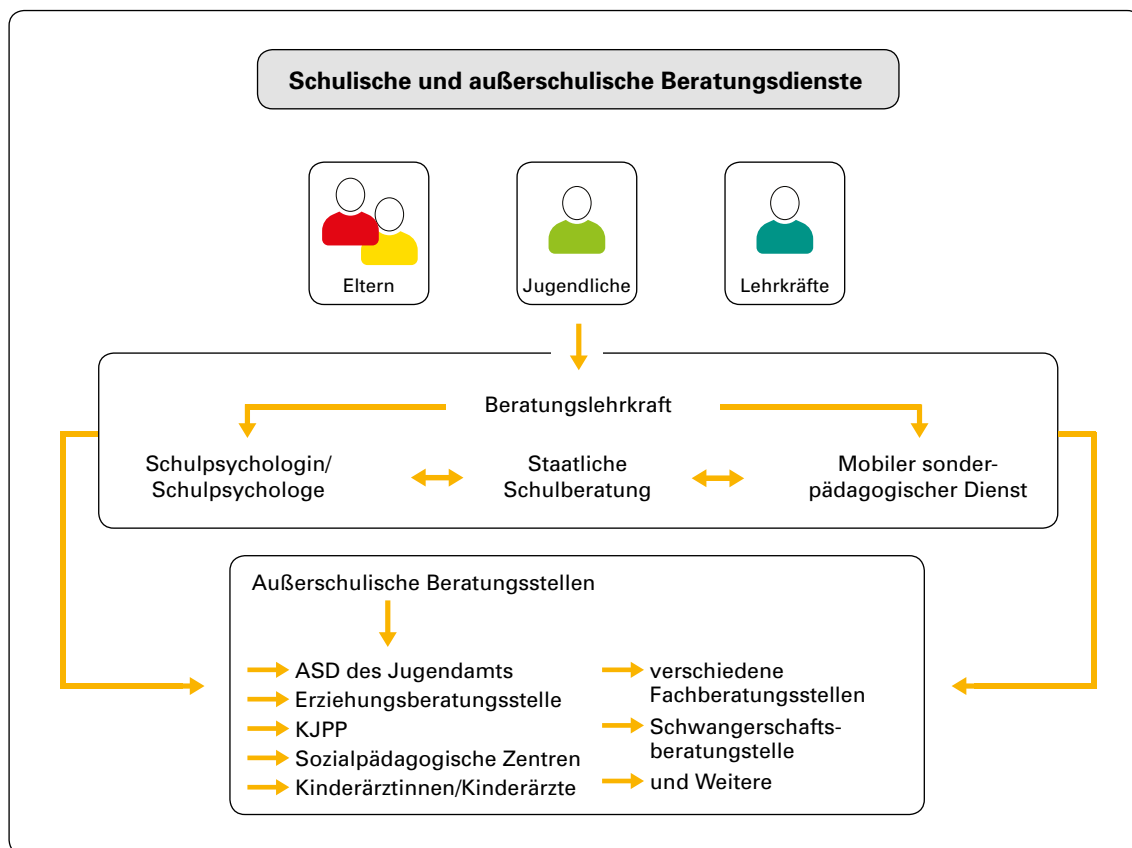 Schulische und außerschulische Beratungsdienste
Eltern
Jugendliche
Lehrkräfte
Beratungslehrkraft
Schulpsychologin/
Schulpsychologe
Staatliche
Schulberatung
Mobiler sonder-
pädagogischer Dienst
Außerschulische Beratungsstellen
ASD des Jugendamts
Erziehungsberatungsstelle
KJPP
Sozialpädagogische Zentren
Kinderärztinnen/Kinderärzte
verschiedene
Fachberatungsstellen
Schwangerschafts-
beratungstelle
und Weitere